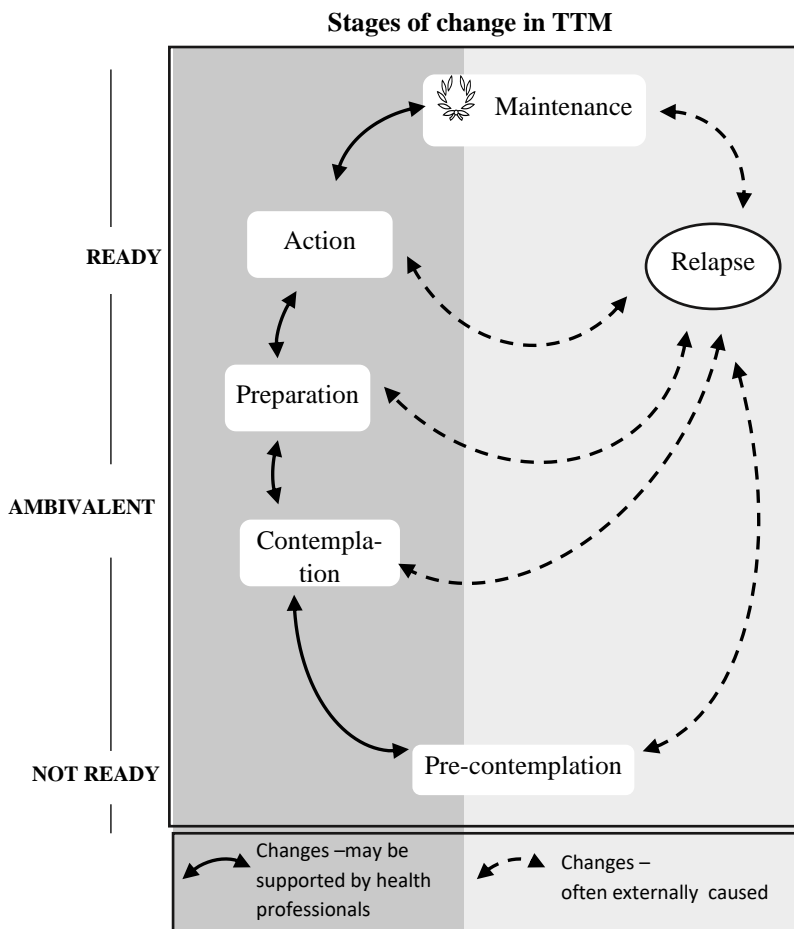 Stages of change in TTM
Maintenance
Action
READY
Relapse
Preparation
AMBIVALENT
Contempla-
tion
Pre-contemplation
NOT READY
Changes –may be
supported by health
professionals
Changes –
often externally caused